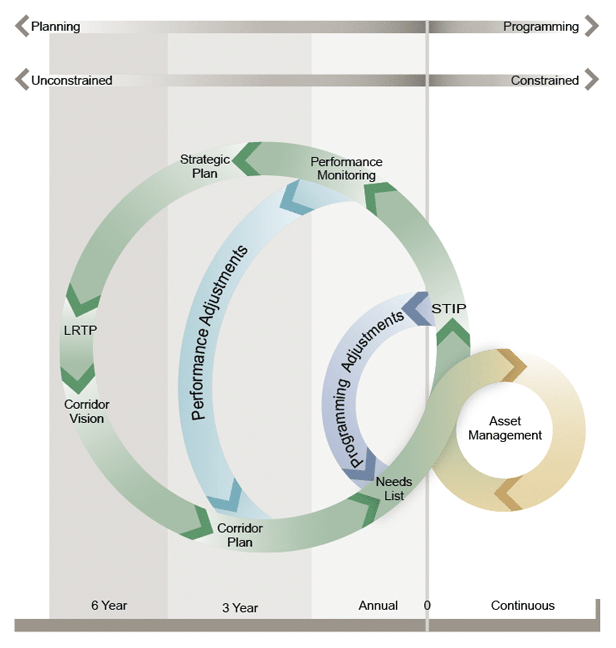 Planning Programming
Unconstrained Constrained
Strategic
Plan
Performance
Monitoring
Performance Adjustments
Programming Adjustments
STIP
LRTP
Corridor
Vision
Asset
Management
Needs
List
Corridor
Plan
6 Year 3 Year Annual 0 Continuous